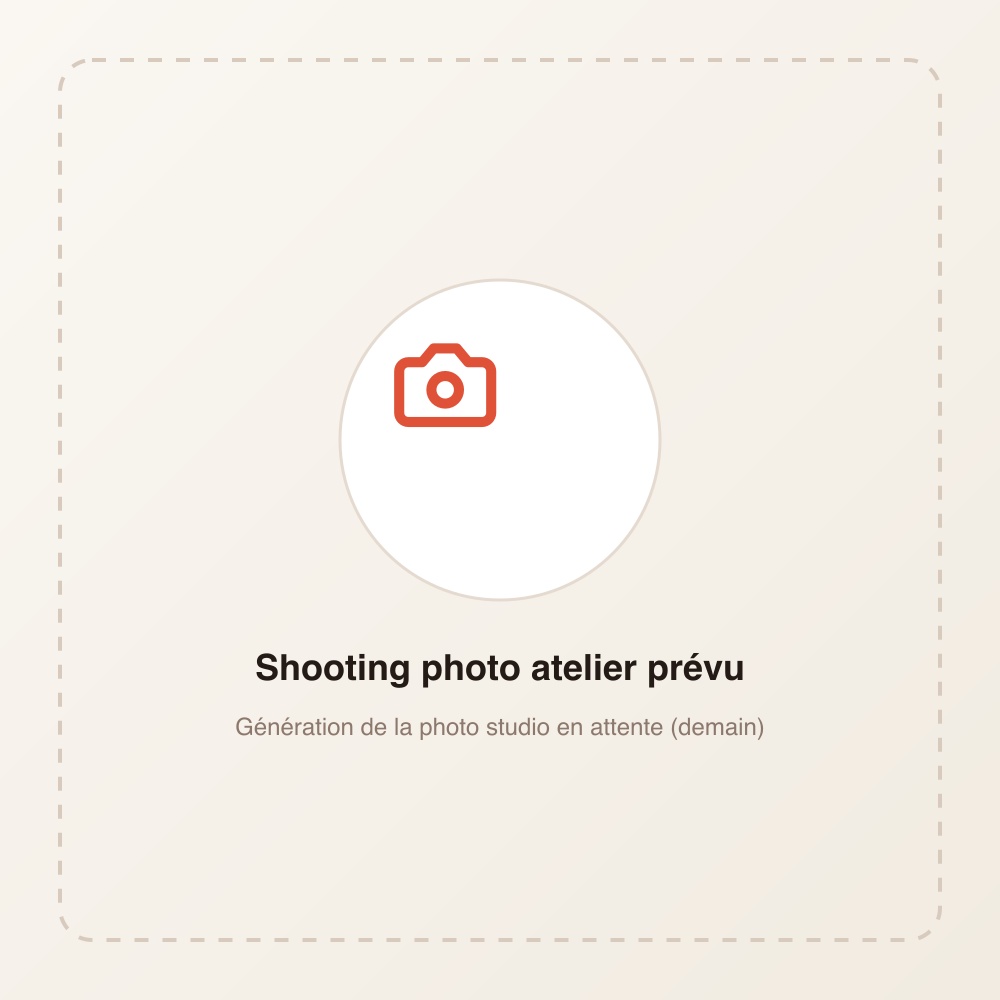 Shooting photo atelier prévu
Génération de la photo studio en attente (demain)